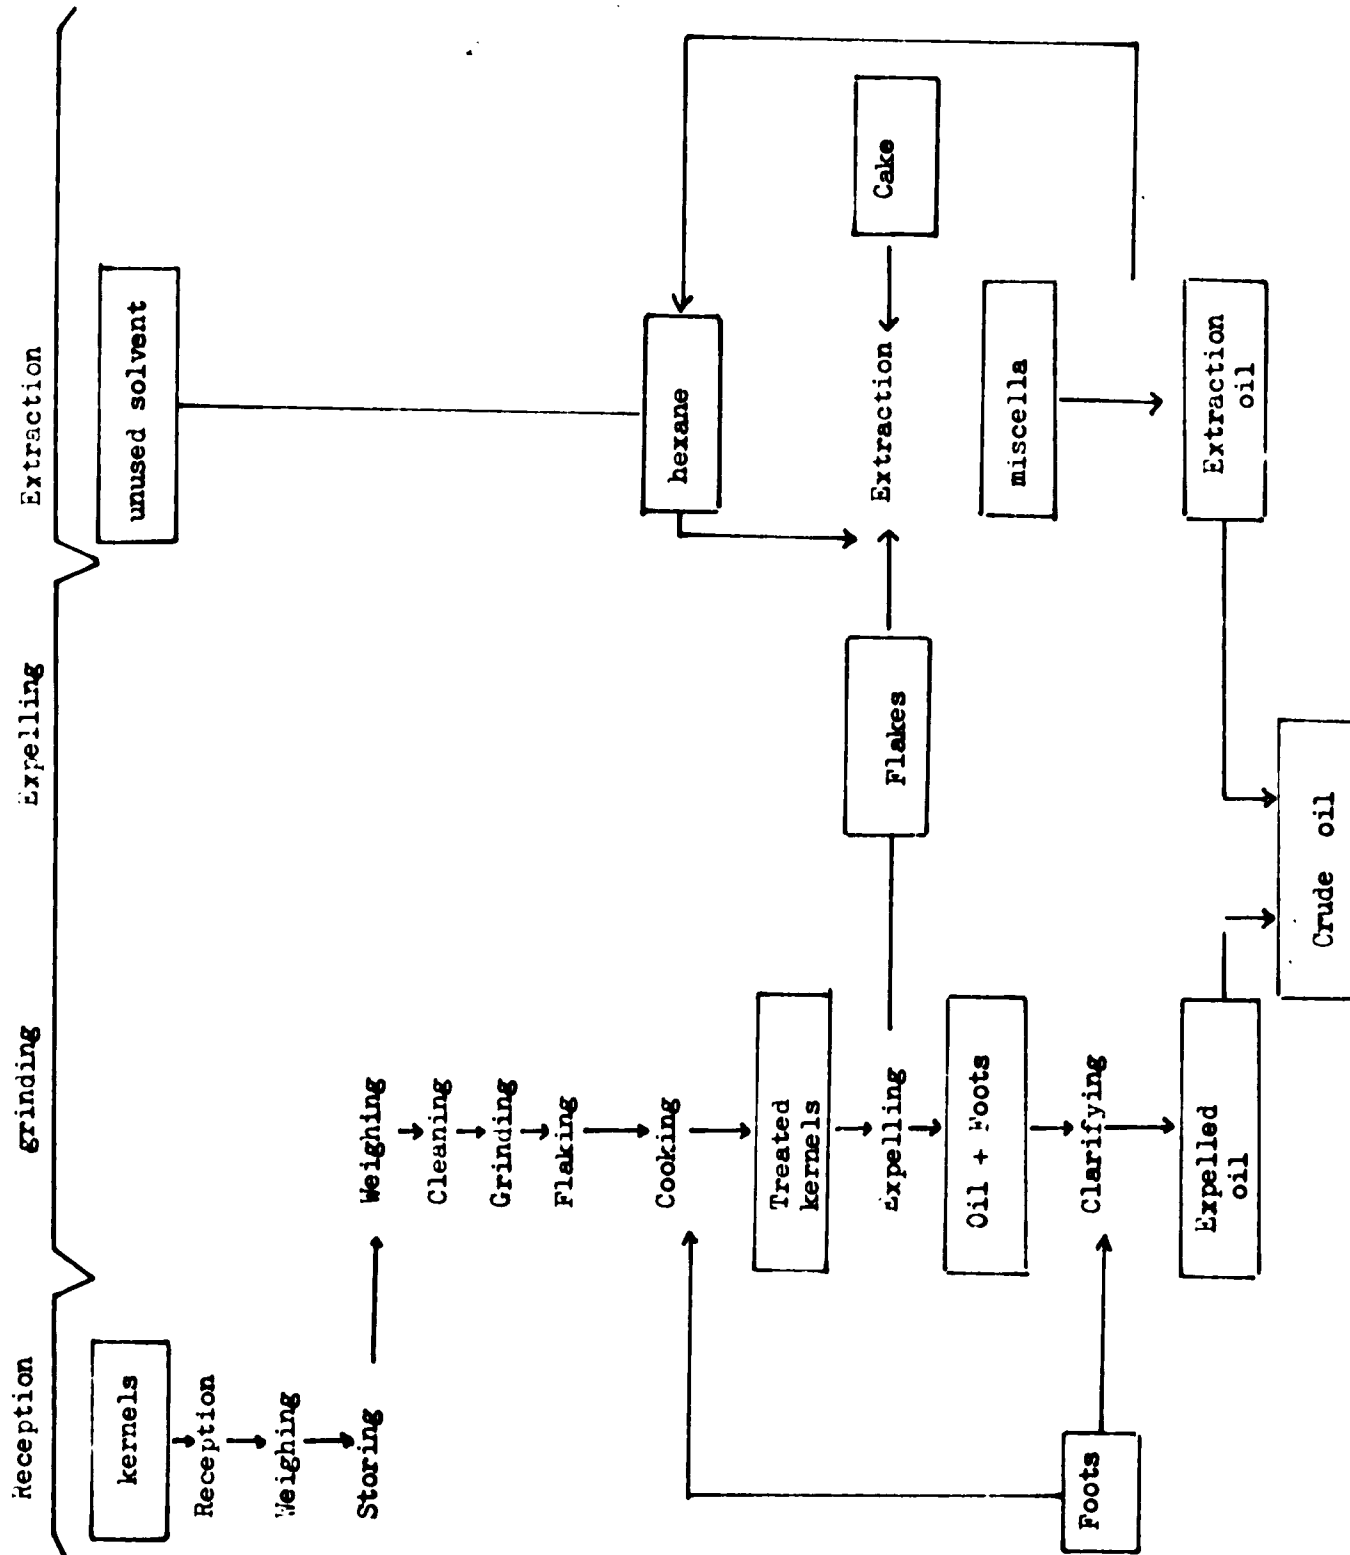 Reception
grinding
Expelling
Extraction
kernels
Reception
Weighing
Storing
Weighing
Cleaning
Grinding
Flaking
Cooking
Treated
kernels
Expelling
Oil + Foots
Clarifying
Expelled
oil
Foots
Flakes
Crude oil
unused solvent
hexane
Extraction
Cake
miscella
Extraction
oil